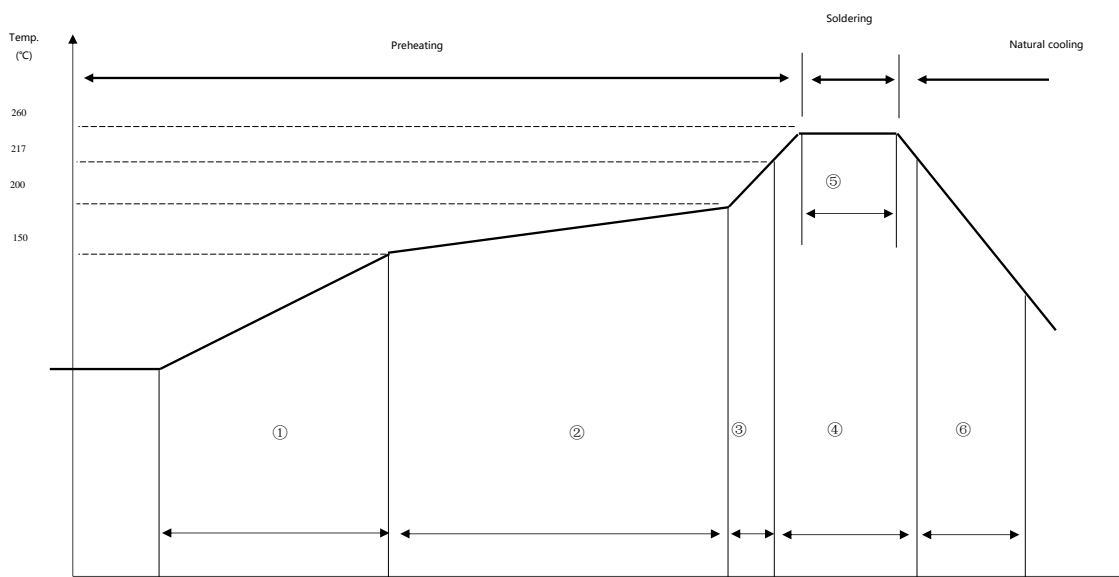 Soldering
Temp.
(℃)
Preheating
Natural cooling
260
217
200
150
⑤
①
②
③
④
⑥